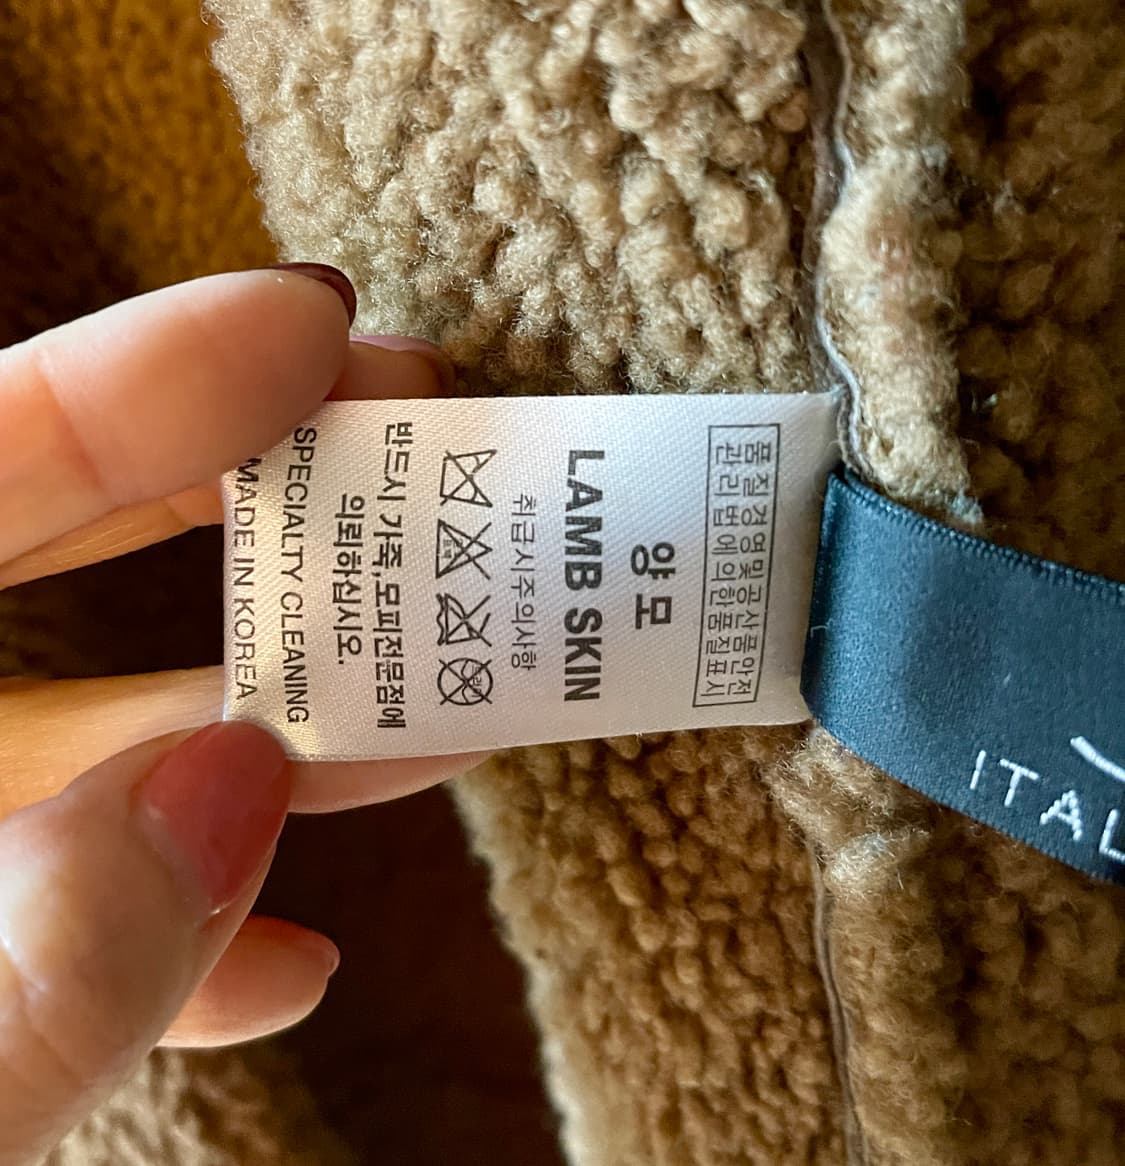 품질경영및공산품안전
관리법에의한품질표시
양모
LAMB SKIN
취급시주의사항
반드시 가죽,모피전문점에
의뢰하십시오.
SPECIALTY CLEANING
MADE IN KOREA
ITAL